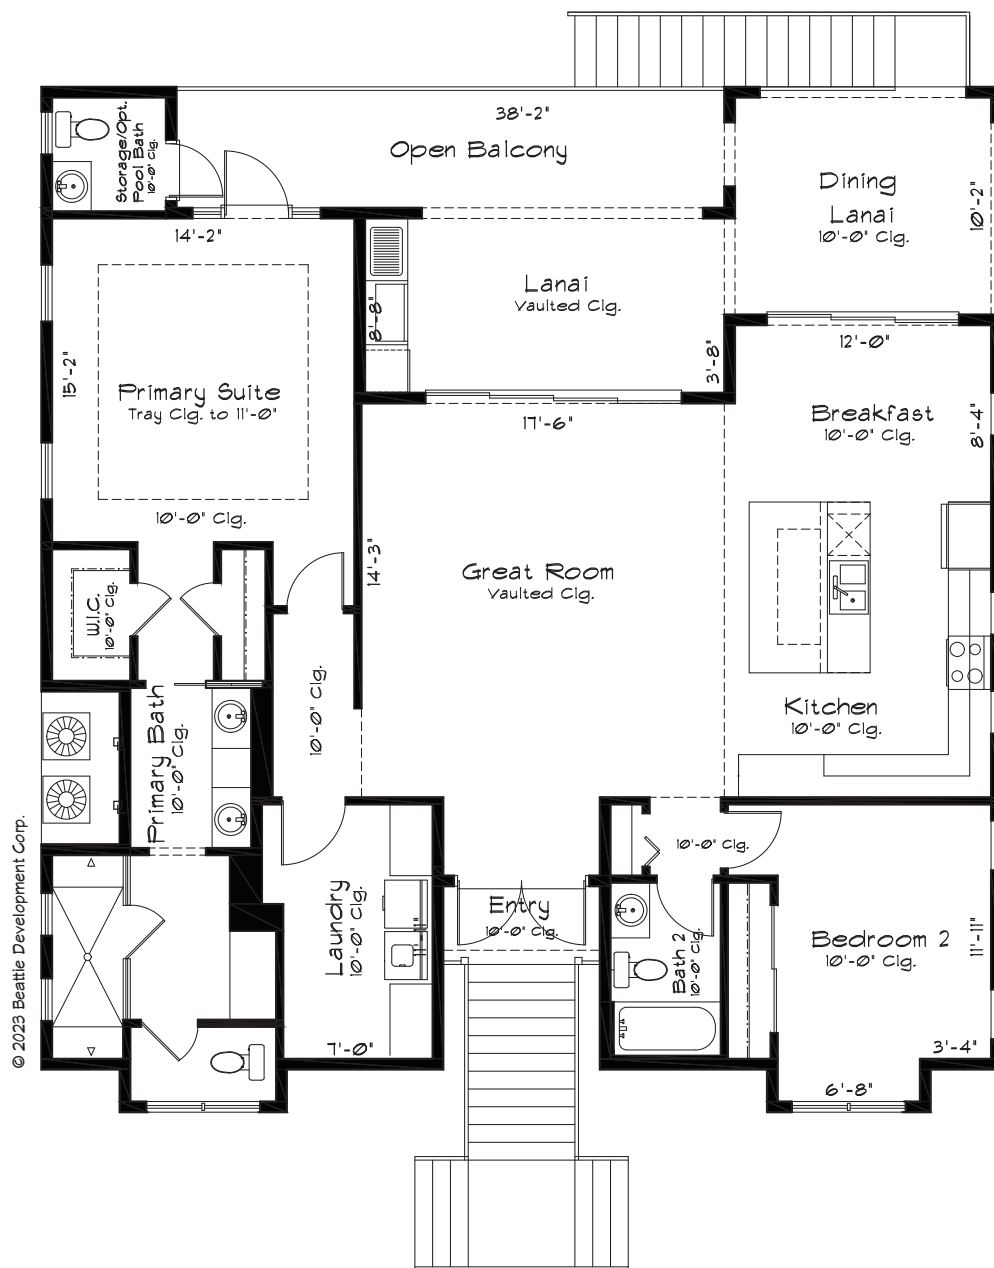 38'-2"
Open Balcony
Storage/Opt.
Pool Bath
10'-0" Clg.
Dining
Lanai
10'-0" Clg.
10'-2"
14'-2"
Lanai
Vaulted Clg.
8'-8"
3'-8"
12'-0"
15'-2"
Primary Suite
Tray Clg. to 11'-0"
10'-0" Clg.
17'-6"
Breakfast
10'-0" Clg.
8'-4"
14'-3"
Great Room
Vaulted Clg.
W.I.C.
10'-0" Clg.
10'-0" Clg.
Kitchen
10'-0" Clg.
Primary Bath
10'-0" Clg.
10'-0" Clg.
Laundry
10'-0" Clg.
7'-0"
Entry
10'-0" Clg.
Bath 2
10'-0" Clg.
Bedroom 2
10'-0" Clg.
11'-11"
3'-4"
6'-8"
© 2023 Beattie Development Corp.